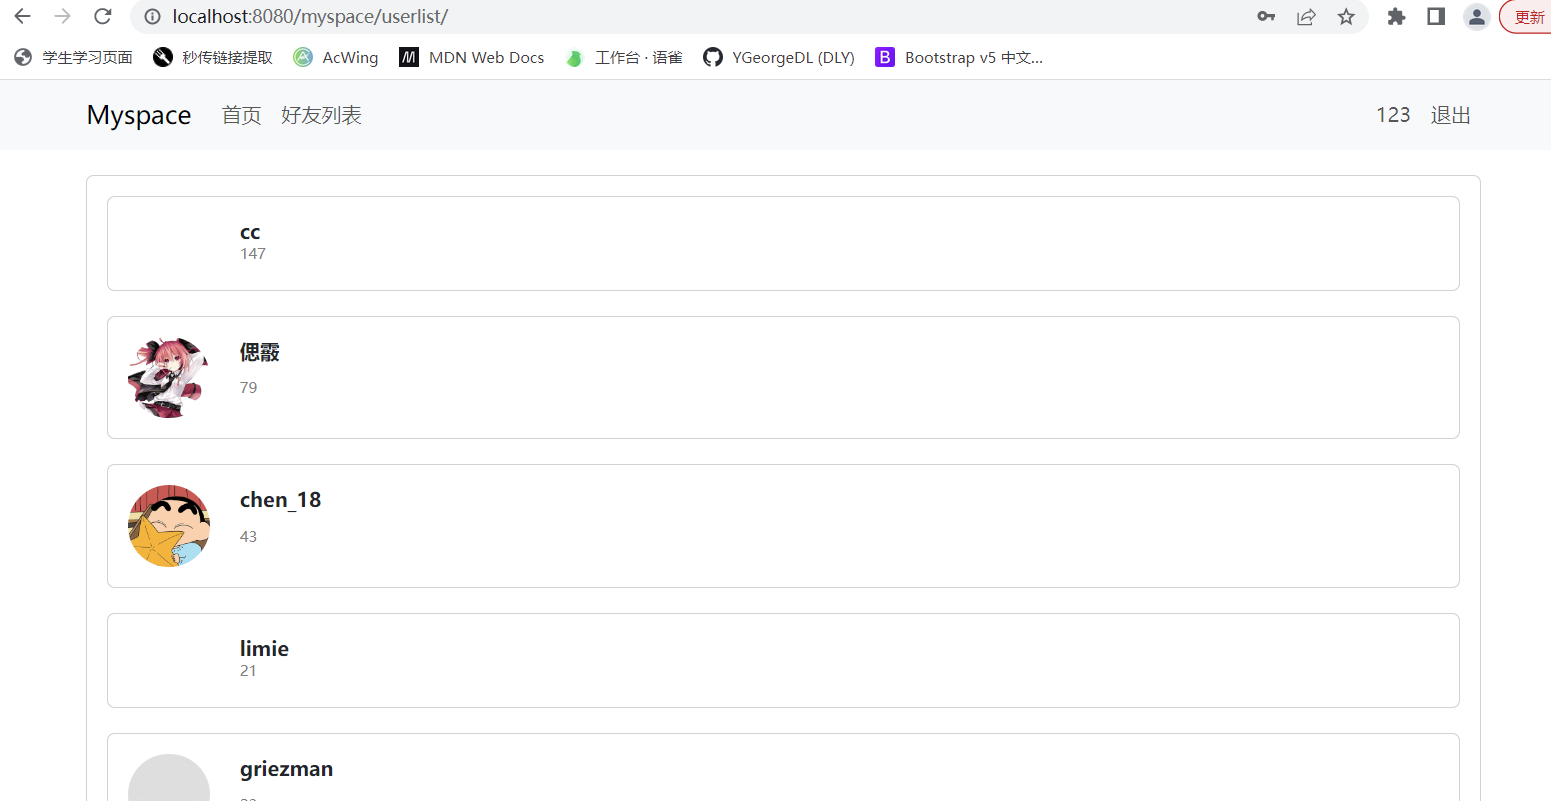 localhost:8080/myspace/userlist/
更新
学生学习页面 秒传链接提取 AcWing MDN Web Docs 工作台 · 语雀 YGeorgeDL (DLY) Bootstrap v5 中文...
Myspace 首页 好友列表 123 退出
cc
147
偲霰
79
chen_18
43
limie
21
griezman